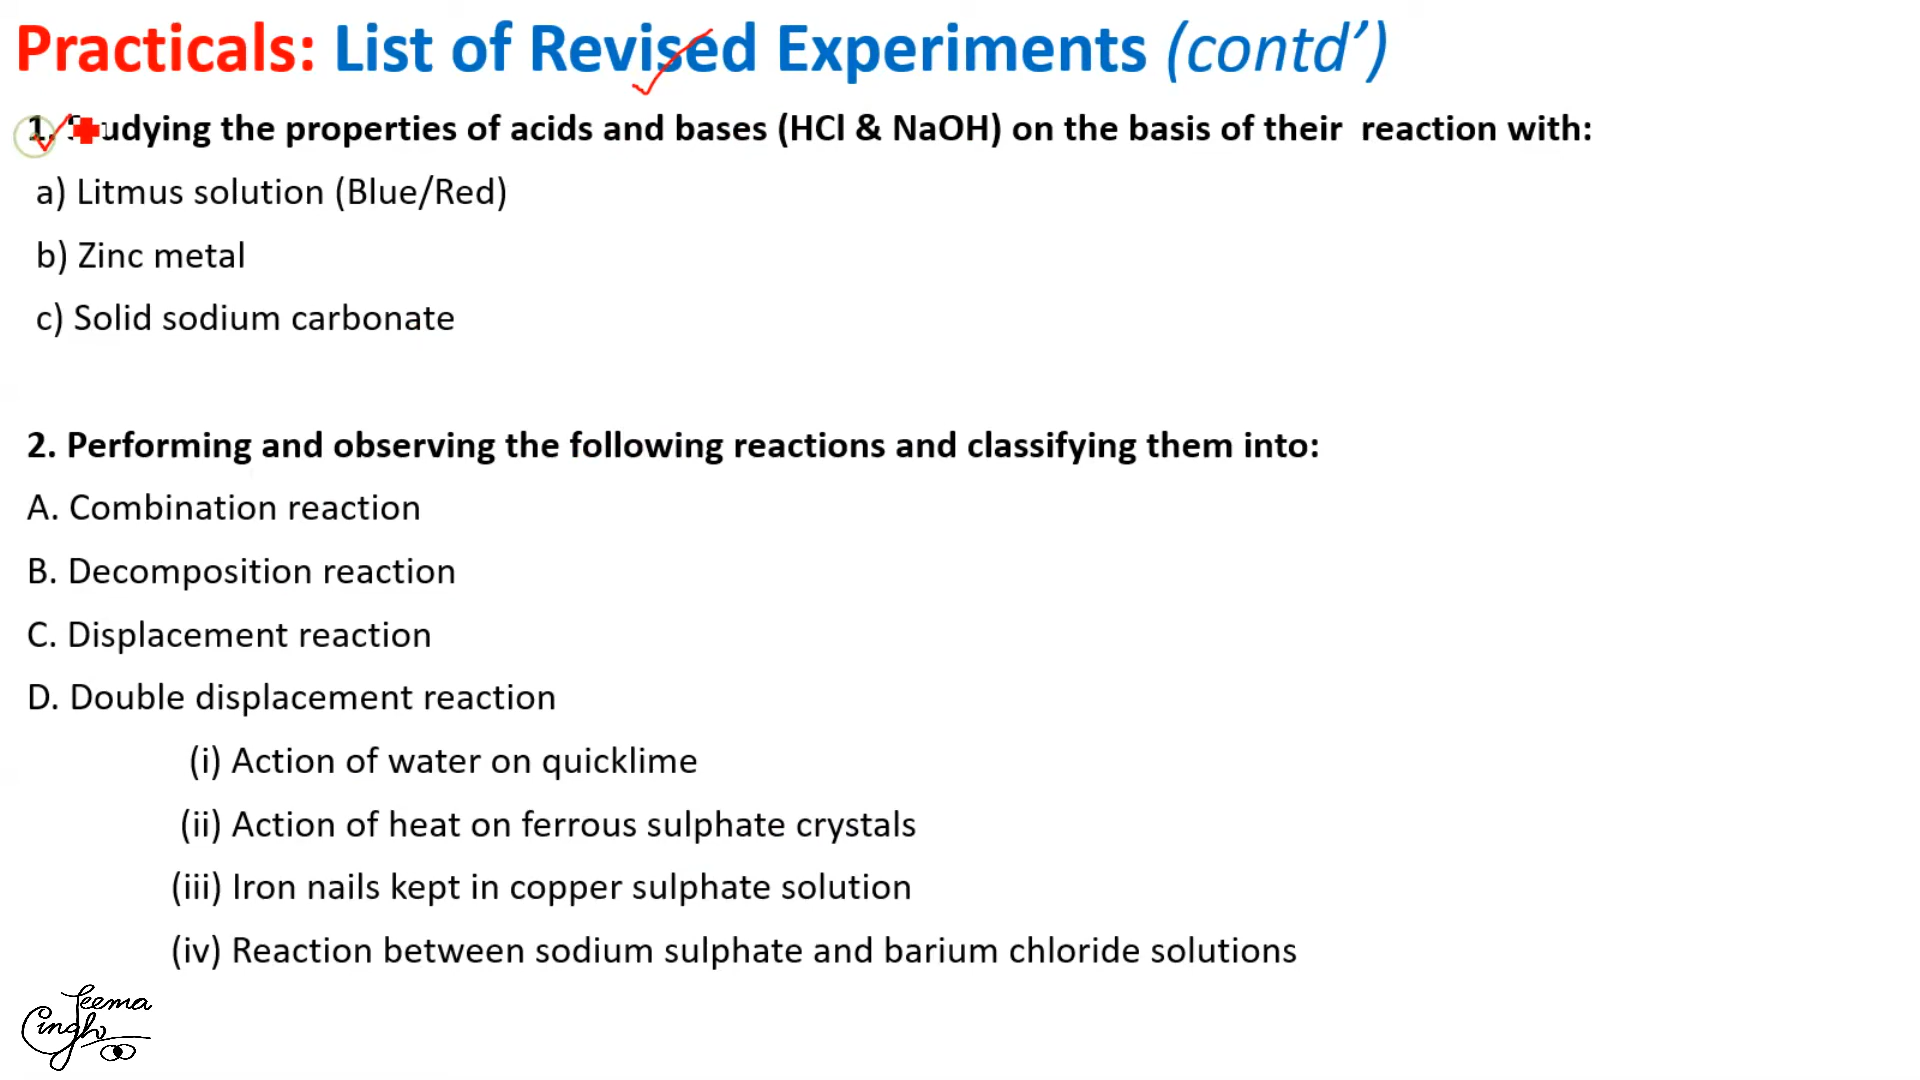 Practicals: List of Revised Experiments (contd’)
1. Studying the properties of acids and bases (HCl & NaOH) on the basis of their reaction with:
a) Litmus solution (Blue/Red)
b) Zinc metal
c) Solid sodium carbonate
2. Performing and observing the following reactions and classifying them into:
A. Combination reaction
B. Decomposition reaction
C. Displacement reaction
D. Double displacement reaction
(i) Action of water on quicklime
(ii) Action of heat on ferrous sulphate crystals
(iii) Iron nails kept in copper sulphate solution
(iv) Reaction between sodium sulphate and barium chloride solutions